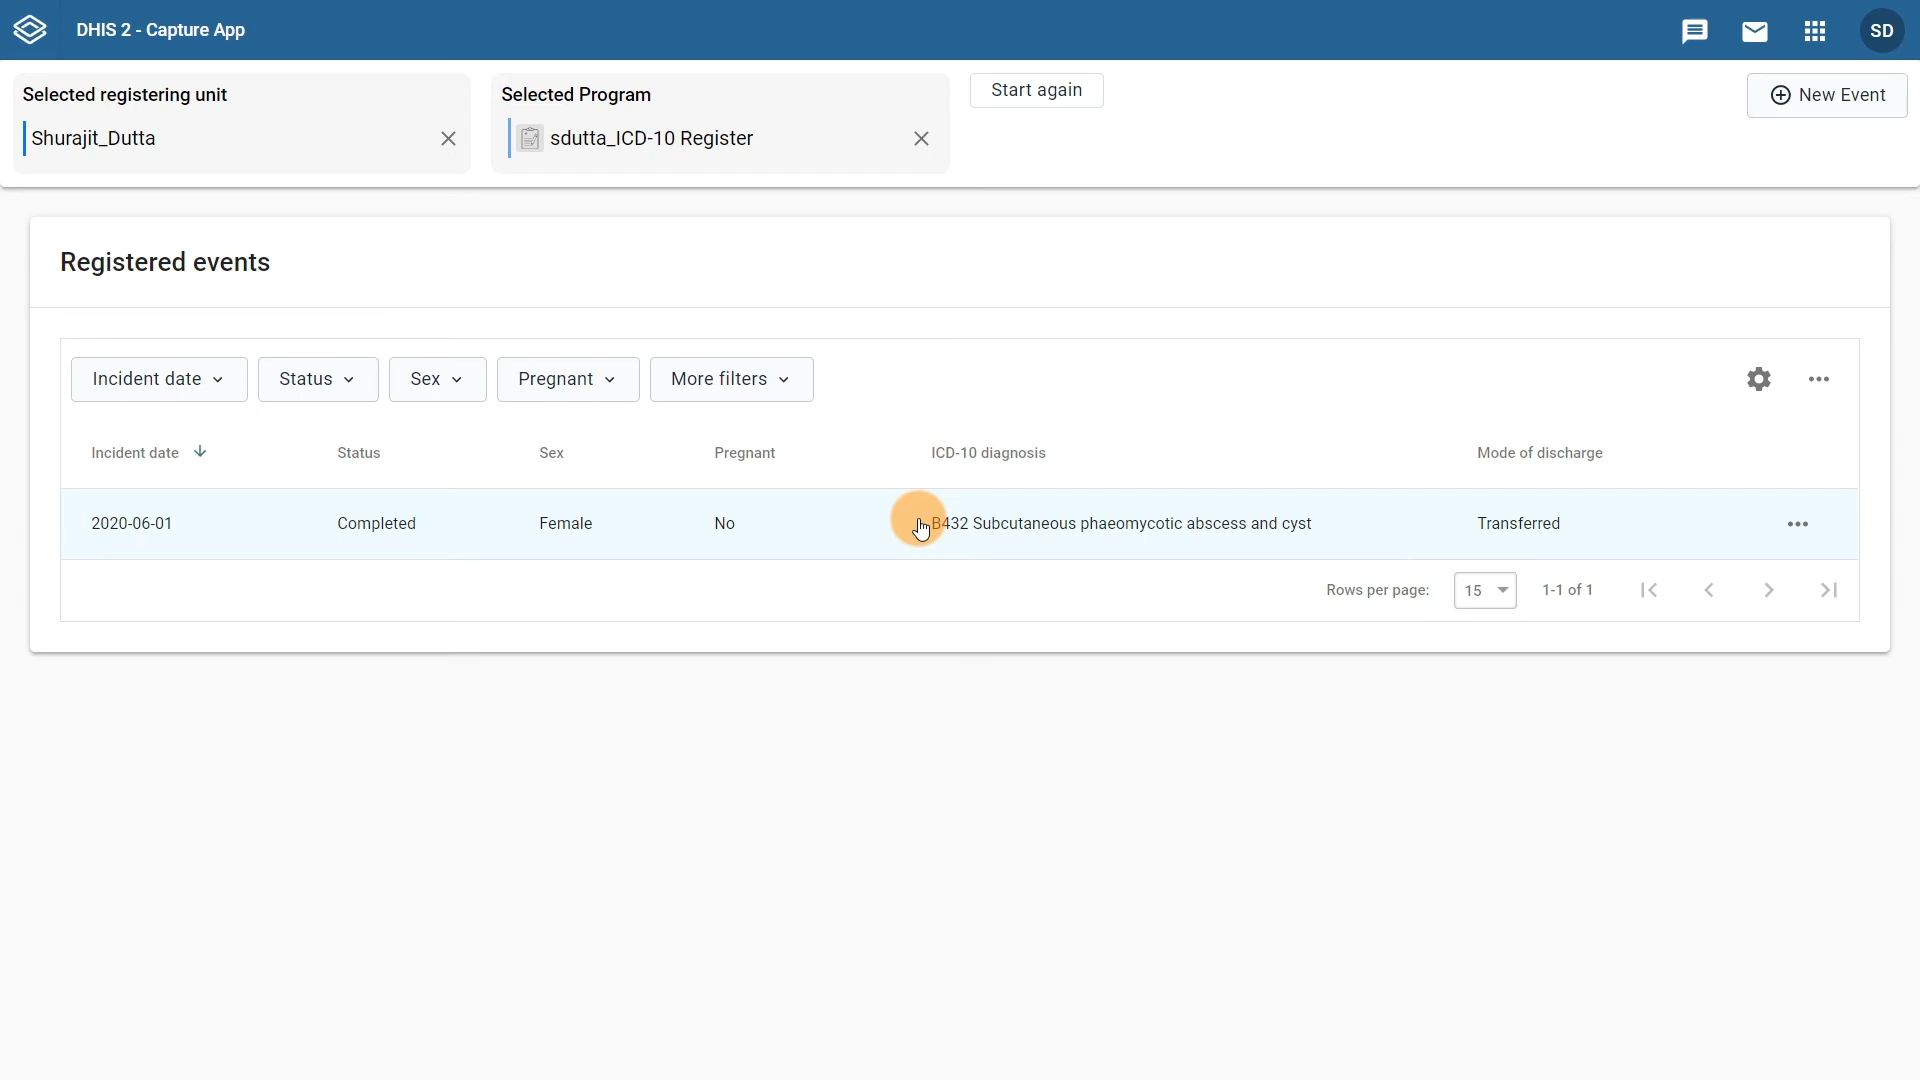 DHIS 2 - Capture App
SD
Selected registering unit
Shurajit_Dutta
Selected Program
sdutta_ICD-10 Register
Start again
New Event
Registered events
Incident date
Status
Sex
Pregnant
More filters
Incident date Status Sex Pregnant ICD-10 diagnosis Mode of discharge
2020-06-01 Completed Female No B432 Subcutaneous phaeomycotic abscess and cyst Transferred
Rows per page: 15 1-1 of 1